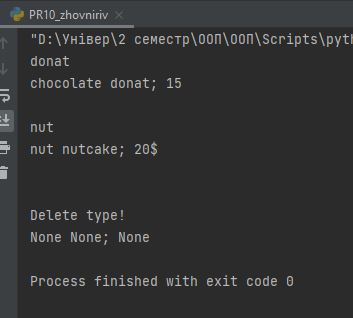 PR10_zhovniriv
"D:\Універ\2 семестр\ООП\ООП\Scripts\pyth
donat
chocolate donat; 15
nut
nut nutcake; 20$
Delete type!
None None; None
Process finished with exit code 0